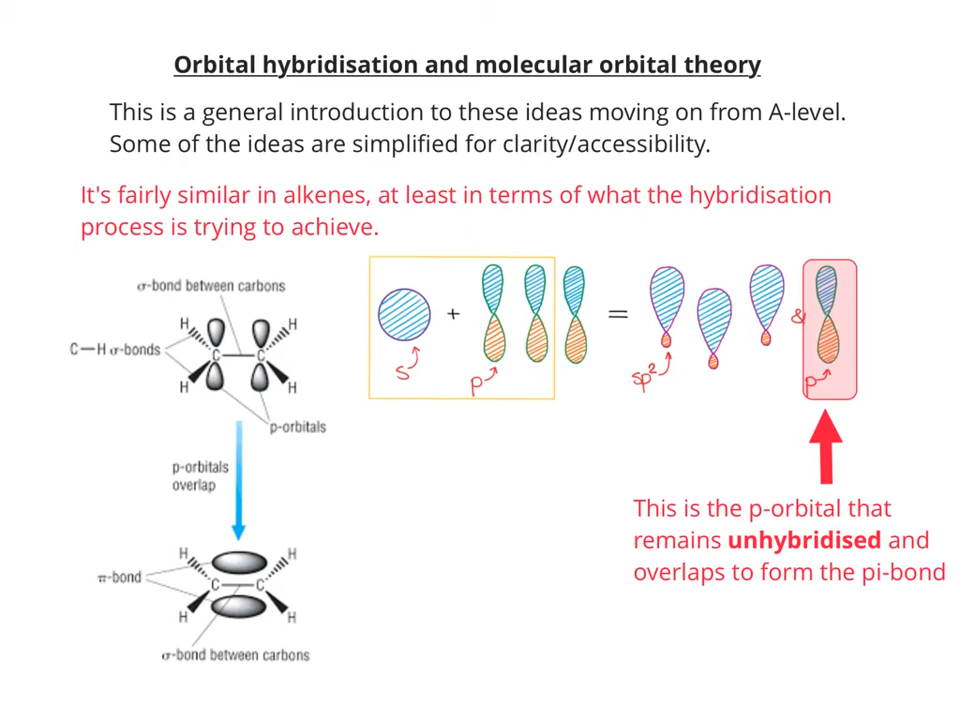 Orbital hybridisation and molecular orbital theory
This is a general introduction to these ideas moving on from A-level.
Some of the ideas are simplified for clarity/accessibility.
It's fairly similar in alkenes, at least in terms of what the hybridisation
process is trying to achieve.
σ-bond between carbons
H H
C—H σ-bonds
C C
H H
p-orbitals
p-orbitals
overlap
H H
π-bond
C C
H H
σ-bond between carbons
+ = &
s p sp² p
This is the p-orbital that
remains unhybridised and
overlaps to form the pi-bond